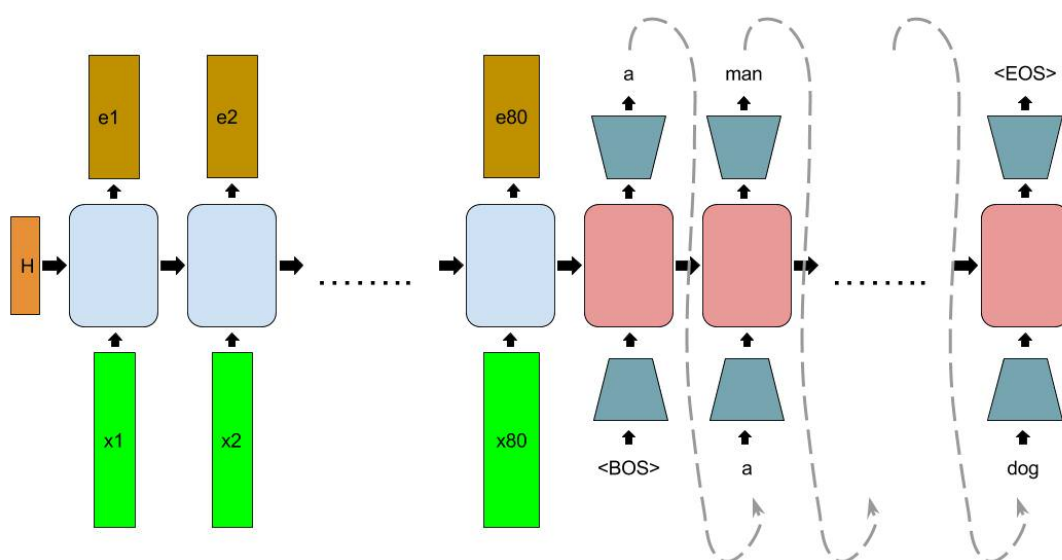 a man <EOS>
e1 e2 e80
H
........ ........
x1 x2 x80
<BOS> a dog